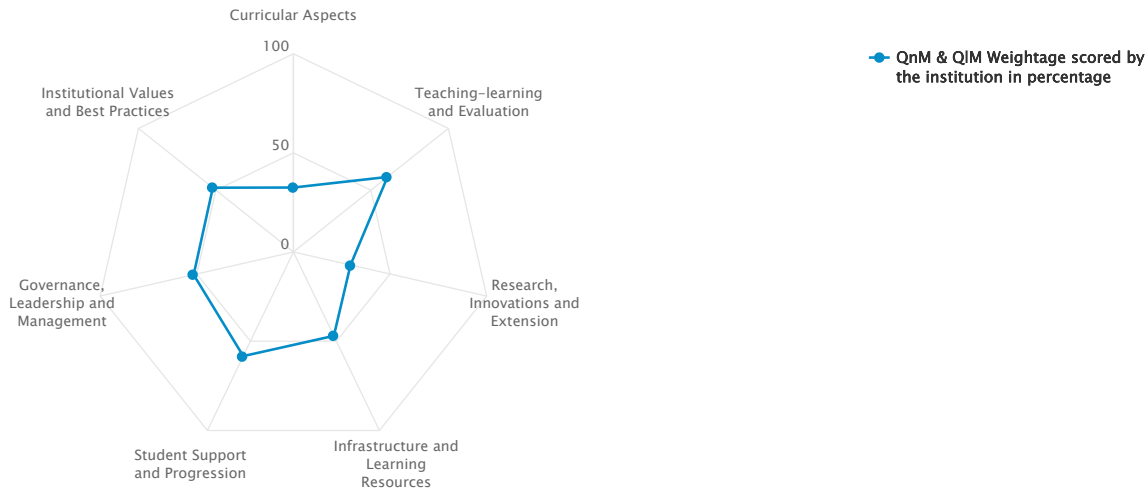 Curricular Aspects
100
QnM & QlM Weightage scored by
the institution in percentage
Institutional Values
and Best Practices
Teaching-learning
and Evaluation
50
0
Governance,
Leadership and
Management
Research,
Innovations and
Extension
Student Support
and Progression
Infrastructure and
Learning
Resources